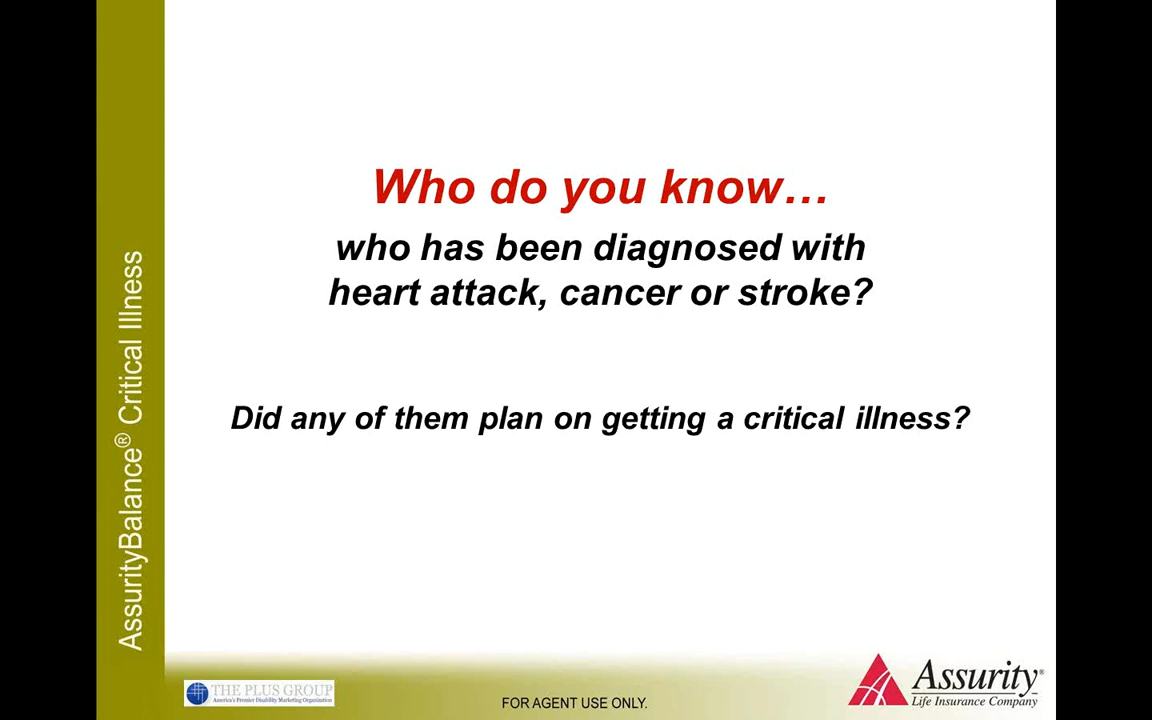 Who do you know…
who has been diagnosed with
heart attack, cancer or stroke?
Did any of them plan on getting a critical illness?
AssurityBalance® Critical Illness
THE PLUS GROUP
America's Premier Disability Marketing Organization
FOR AGENT USE ONLY.
Assurity®
Life Insurance Company